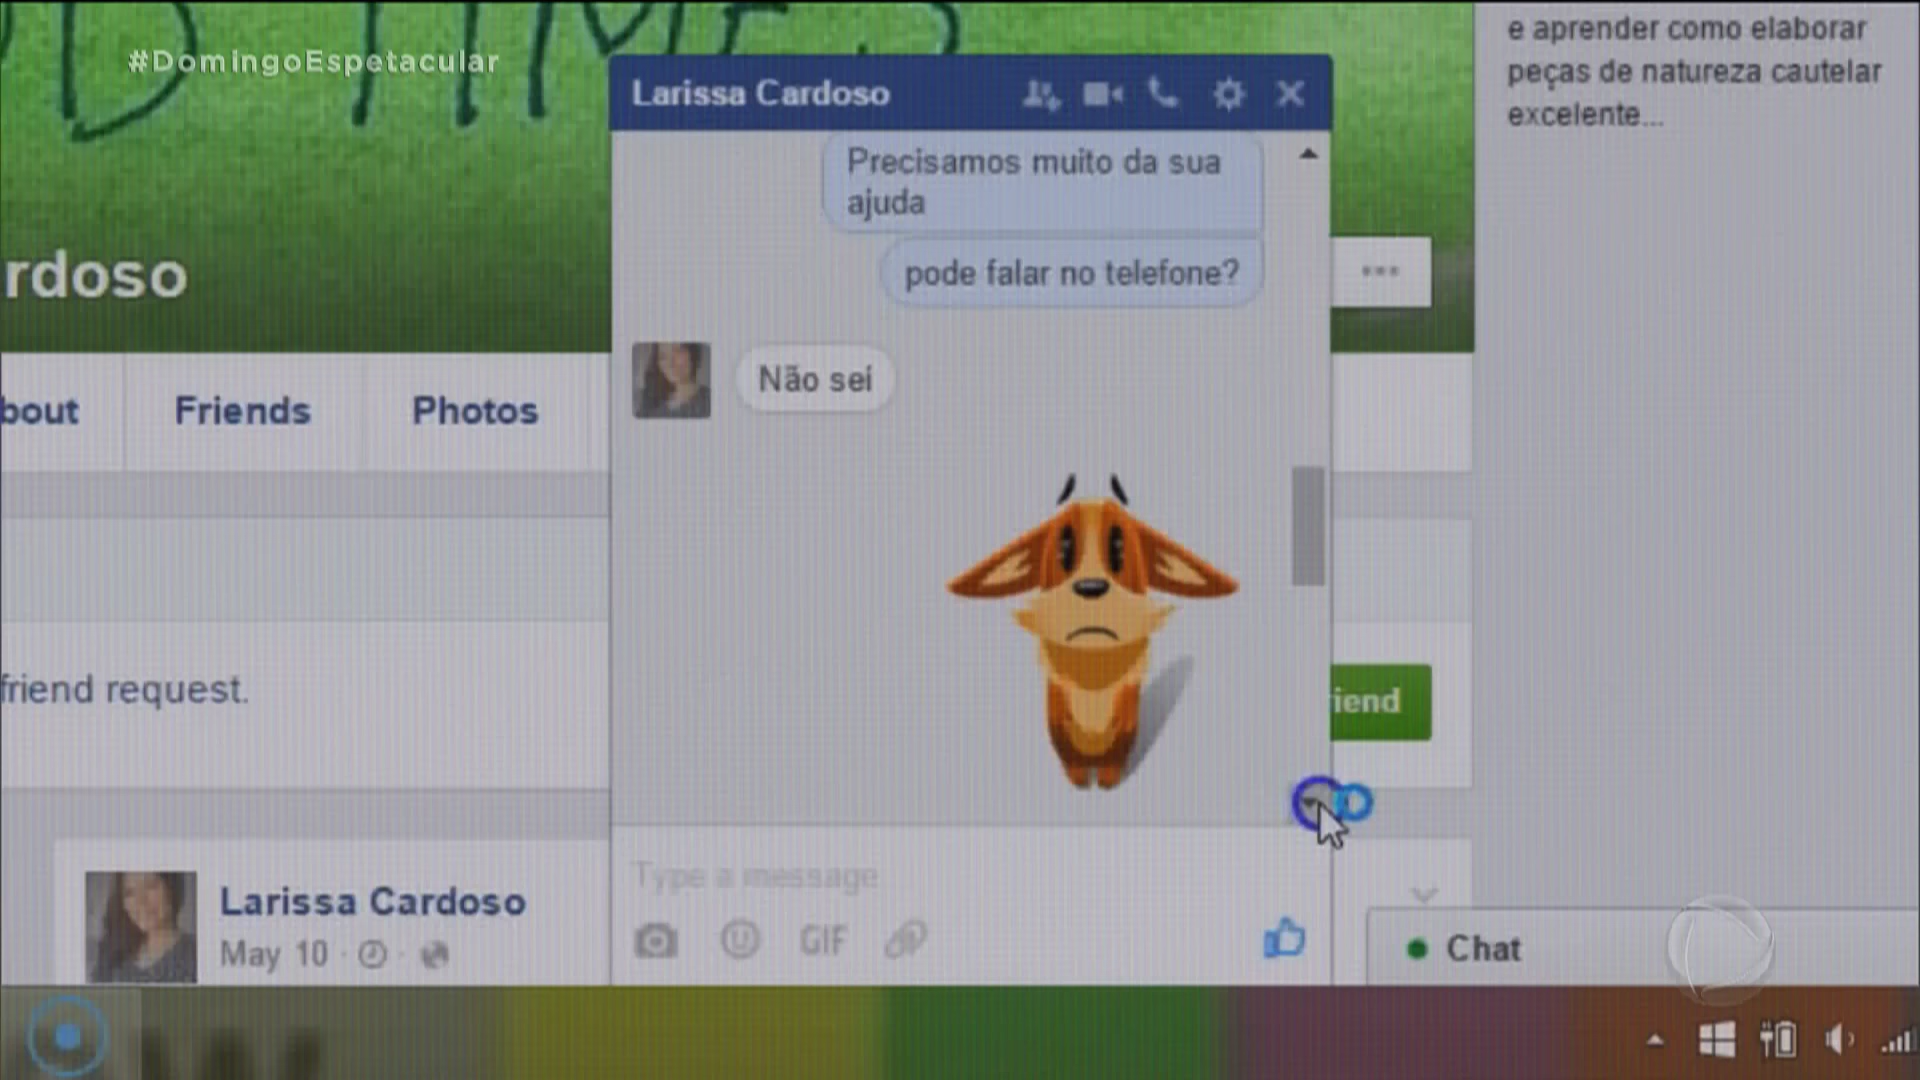 #DomingoEspetacular
e aprender como elaborar
peças de natureza cautelar
excelente...
Larissa Cardoso
Precisamos muito da sua
ajuda
pode falar no telefone?
rdoso
...
Não sei
bout
Friends
Photos
friend request.
iend
Larissa Cardoso
May 10
Type a message
GIF
Chat